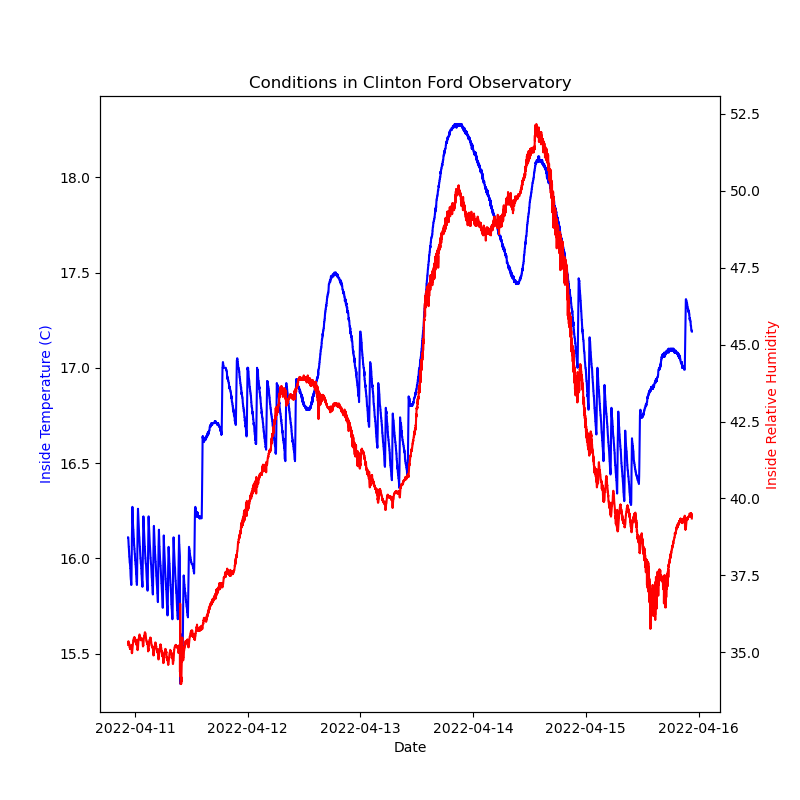 Conditions in Clinton Ford Observatory
52.5
18.0
50.0
17.5
47.5
17.0
45.0
16.5
42.5
16.0
40.0
15.5
37.5
35.0
Inside Temperature (C)
Inside Relative Humidity
2022-04-11 2022-04-12 2022-04-13 2022-04-14 2022-04-15 2022-04-16
Date